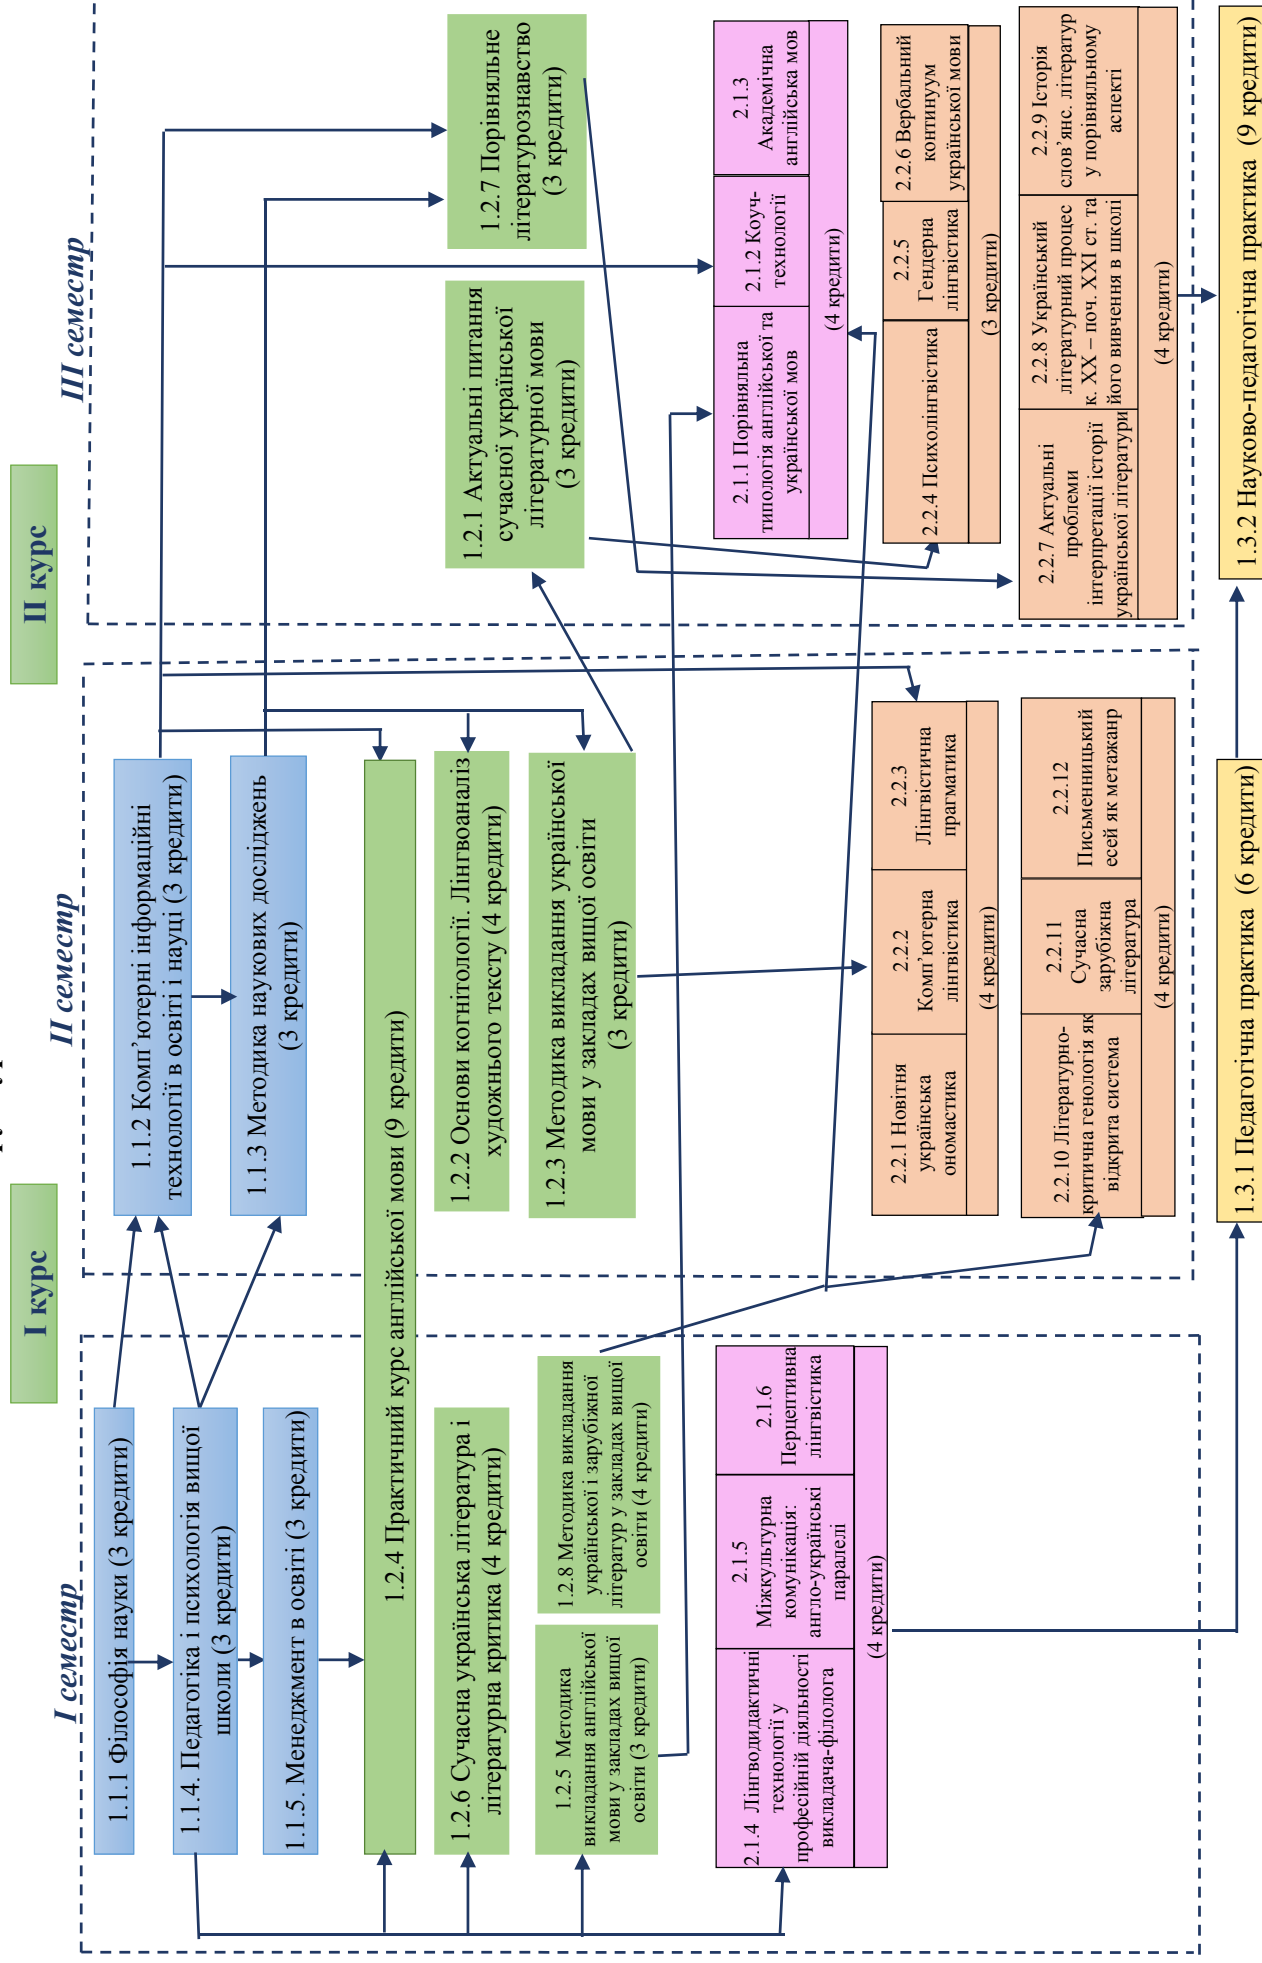 I курс
II курс
I семестр
II семестр
III семестр
1.1.1 Філософія науки (3 кредити)
1.1.4. Педагогіка і психологія вищої
школи (3 кредити)
1.1.5. Менеджмент в освіті (3 кредити)
1.1.2 Комп’ютерні інформаційні
технології в освіті і науці (3 кредити)
1.1.3 Методика наукових досліджень
(3 кредити)
1.2.4 Практичний курс англійської мови (9 кредити)
1.2.6 Сучасна українська література і
літературна критика (4 кредити)
1.2.5 Методика
викладання англійської
мови у закладах вищої
освіти (3 кредити)
1.2.8 Методика викладання
української і зарубіжної
літератур у закладах вищої
освіти (4 кредити)
2.1.4 Лінгводидактичні
технології у
професійній діяльності
викладача-філолога
2.1.5
Міжкультурна
комунікація:
англо-українські
паралелі
2.1.6
Перцептивна
лінгвістика
(4 кредити)
1.2.2 Основи когнітології. Лінгвоаналіз
художнього тексту (4 кредити)
1.2.3 Методика викладання української
мови у закладах вищої освіти
(3 кредити)
2.2.1 Новітня
українська
ономастика
2.2.2
Комп’ютерна
лінгвістика
2.2.3
Лінгвістична
прагматика
(4 кредити)
2.2.10 Літературно-
критична генологія як
відкрита система
2.2.11
Сучасна
зарубіжна
література
2.2.12
Письменницький
есей як метажанр
(4 кредити)
1.2.1 Актуальні питання
сучасної української
літературної мови
(3 кредити)
1.2.7 Порівняльне
літературознавство
(3 кредити)
2.1.1 Порівняльна
типологія англійської та
української мов
2.1.2 Коуч-
технології
2.1.3
Академічна
англійська мов
(4 кредити)
2.2.4 Психолінгвістика
2.2.5
Гендерна
лінгвістика
2.2.6 Вербальний
континуум
української мови
(3 кредити)
2.2.7 Актуальні
проблеми
інтерпретації історії
української літератури
2.2.8 Український
літературний процес
к. ХХ – поч. ХХІ ст. та
його вивчення в школі
2.2.9 Історія
слов’янс. літератур
у порівняльному
аспекті
(4 кредити)
1.3.1 Педагогічна практика (6 кредити)
1.3.2 Науково-педагогічна практика (9 кредити)